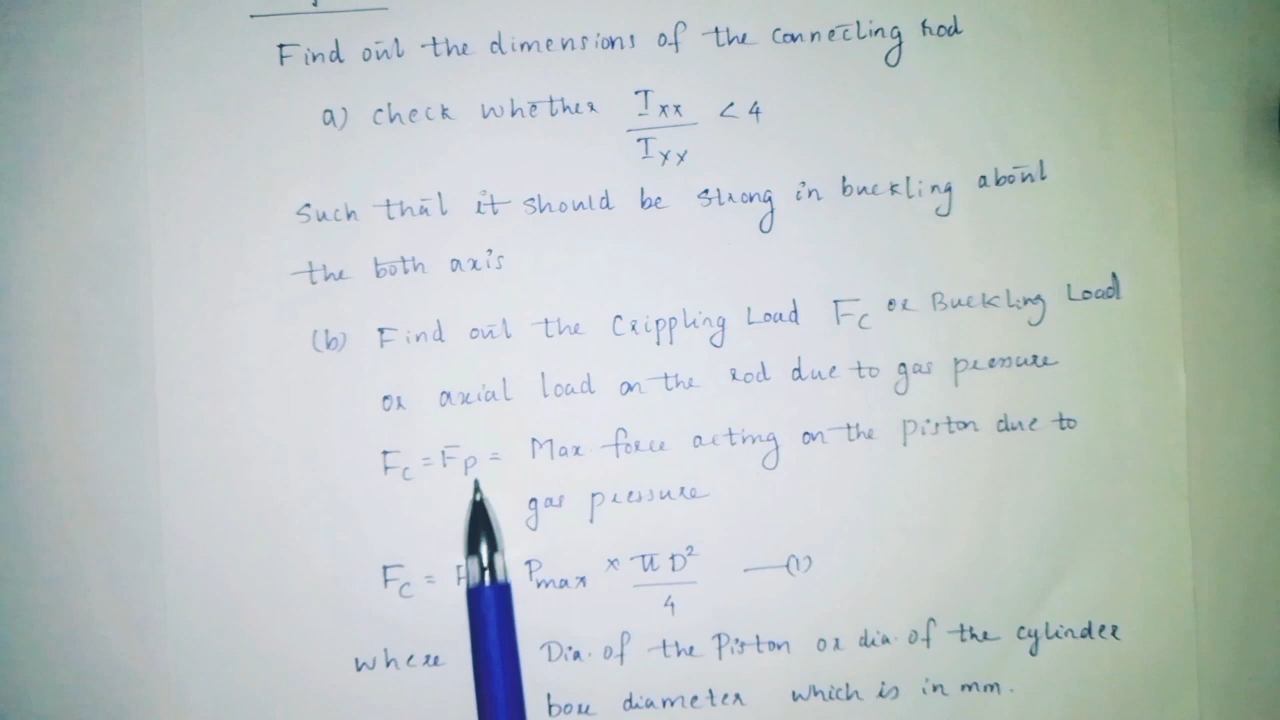 Find out the dimensions of the connecting rod
a) check whether Ixx / Iyy < 4
Such that it should be strong in buckling about
the both axis
(b) Find out the Crippling Load Fc or Buckling Load
or axial load on the rod due to gas pressure
Fc = Fp = Max force acting on the piston due to
gas pressure
Fc = Pmax × π D² / 4 —(1)
where Dia. of the Piston or dia. of the cylinder
bore diameter which is in mm.